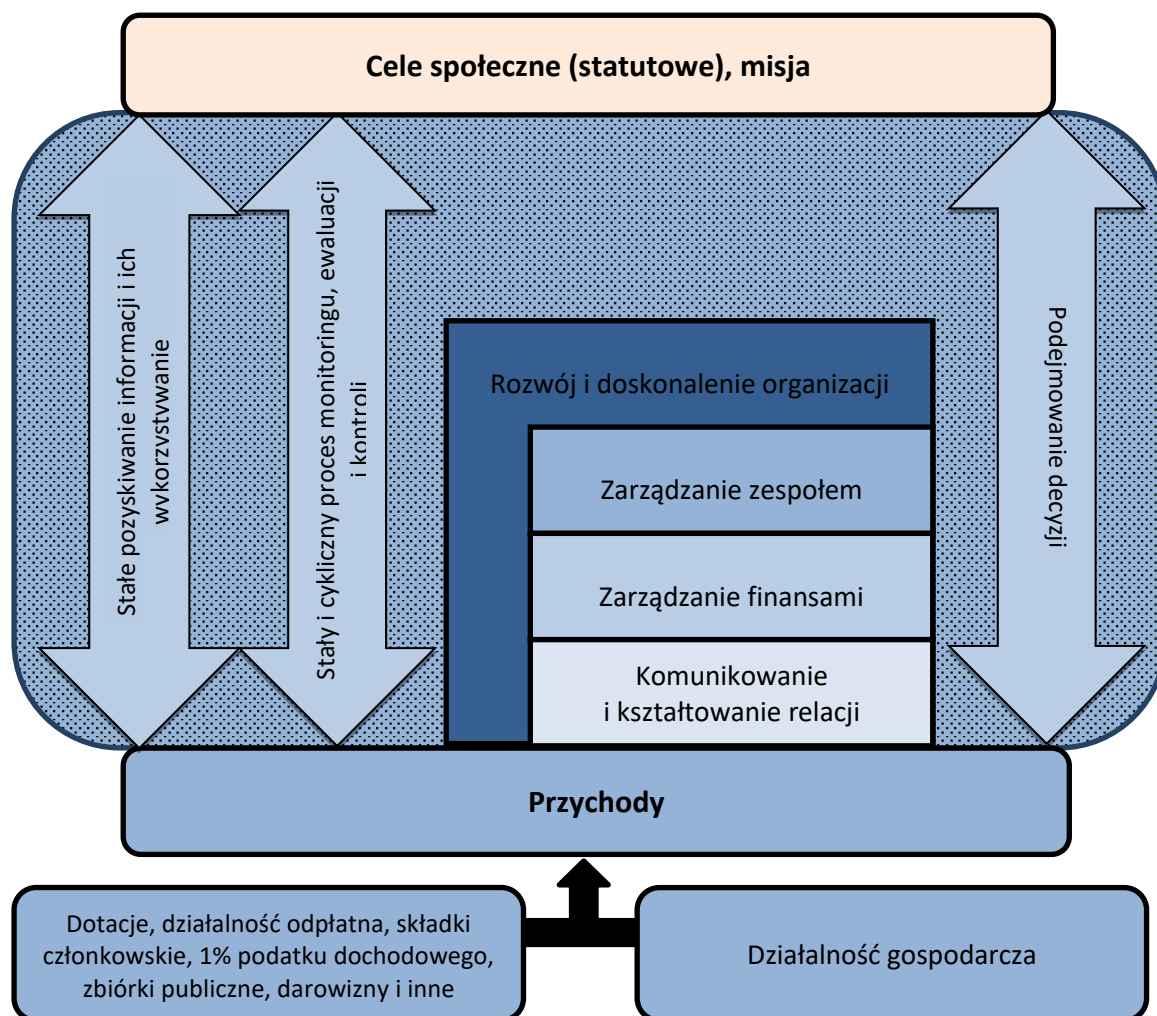 Cele społeczne (statutowe), misja
Stałe pozyskiwanie informacji i ich
wykorzystywanie
Stały i cykliczny proces monitoringu, ewaluacji
i kontroli
Rozwój i doskonalenie organizacji
Zarządzanie zespołem
Zarządzanie finansami
Komunikowanie
i kształtowanie relacji
Podejmowanie decyzji
Przychody
Dotacje, działalność odpłatna, składki
członkowskie, 1% podatku dochodowego,
zbiórki publiczne, darowizny i inne
Działalność gospodarcza